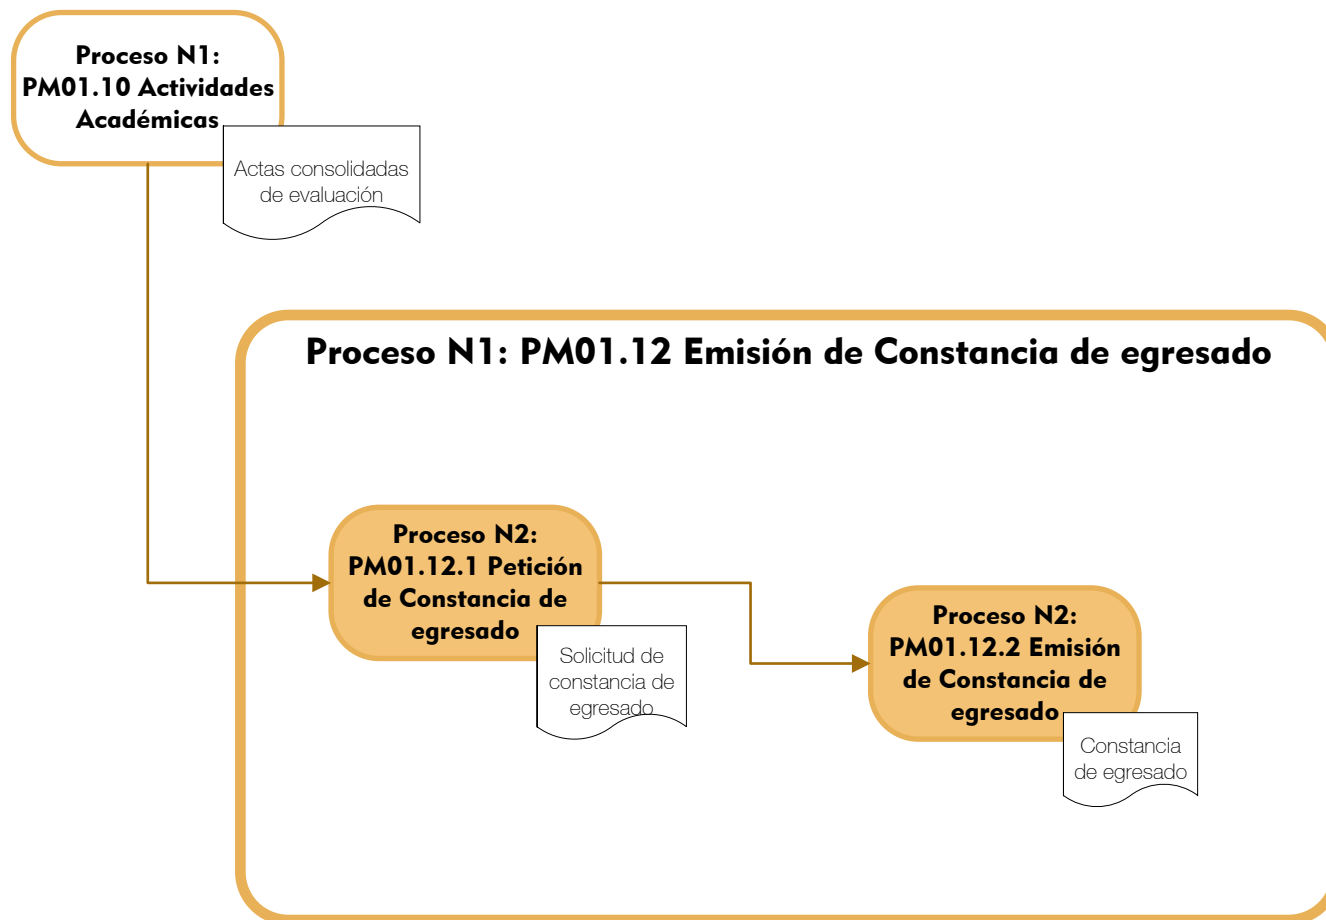 Proceso N1:
PM01.10 Actividades
Académicas
Actas consolidadas
de evaluación
Proceso N1: PM01.12 Emisión de Constancia de egresado
Proceso N2:
PM01.12.1 Petición
de Constancia de
egresado
Solicitud de
constancia de
egresado
Proceso N2:
PM01.12.2 Emisión
de Constancia de
egresado
Constancia
de egresado